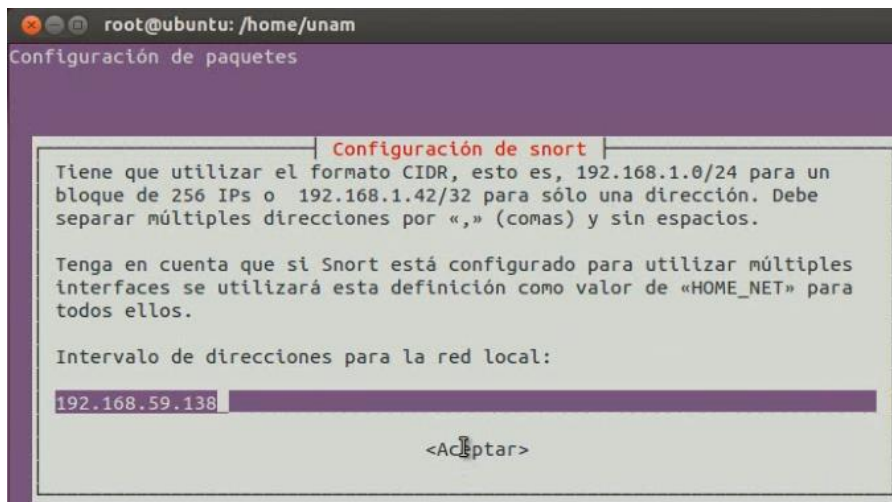 root@ubuntu: /home/unam
Configuración de paquetes
Configuración de snort
Tiene que utilizar el formato CIDR, esto es, 192.168.1.0/24 para un
bloque de 256 IPs o  192.168.1.42/32 para sólo una dirección. Debe
separar múltiples direcciones por «,» (comas) y sin espacios.
Tenga en cuenta que si Snort está configurado para utilizar múltiples
interfaces se utilizará esta definición como valor de «HOME_NET» para
todos ellos.
Intervalo de direcciones para la red local:
192.168.59.138
<Aceptar>